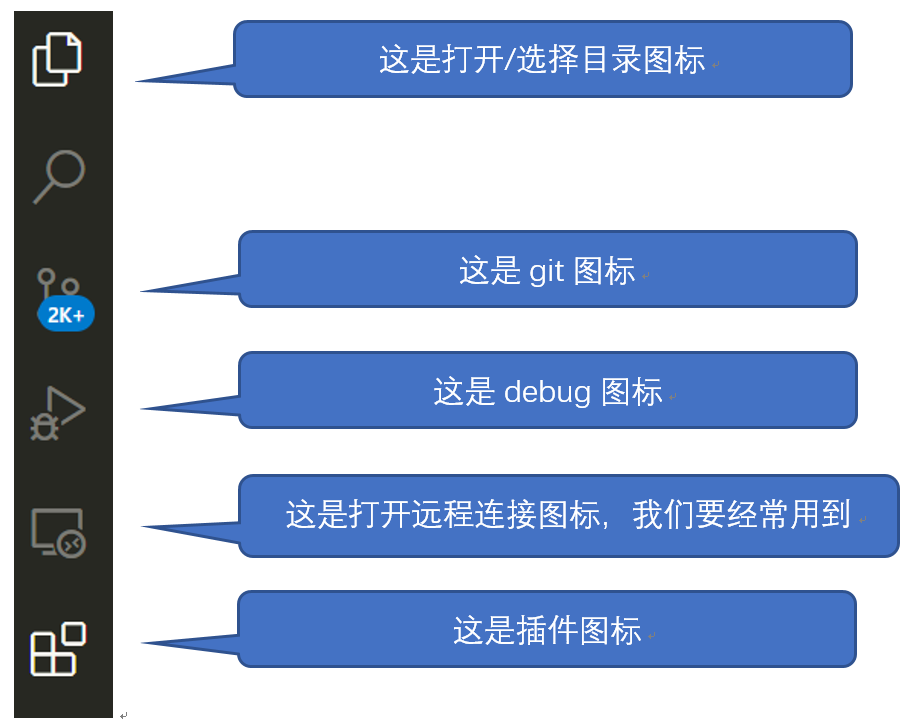 这是打开/选择目录图标
这是 git 图标
2K+
这是 debug 图标
这是打开远程连接图标，我们要经常用到
这是插件图标